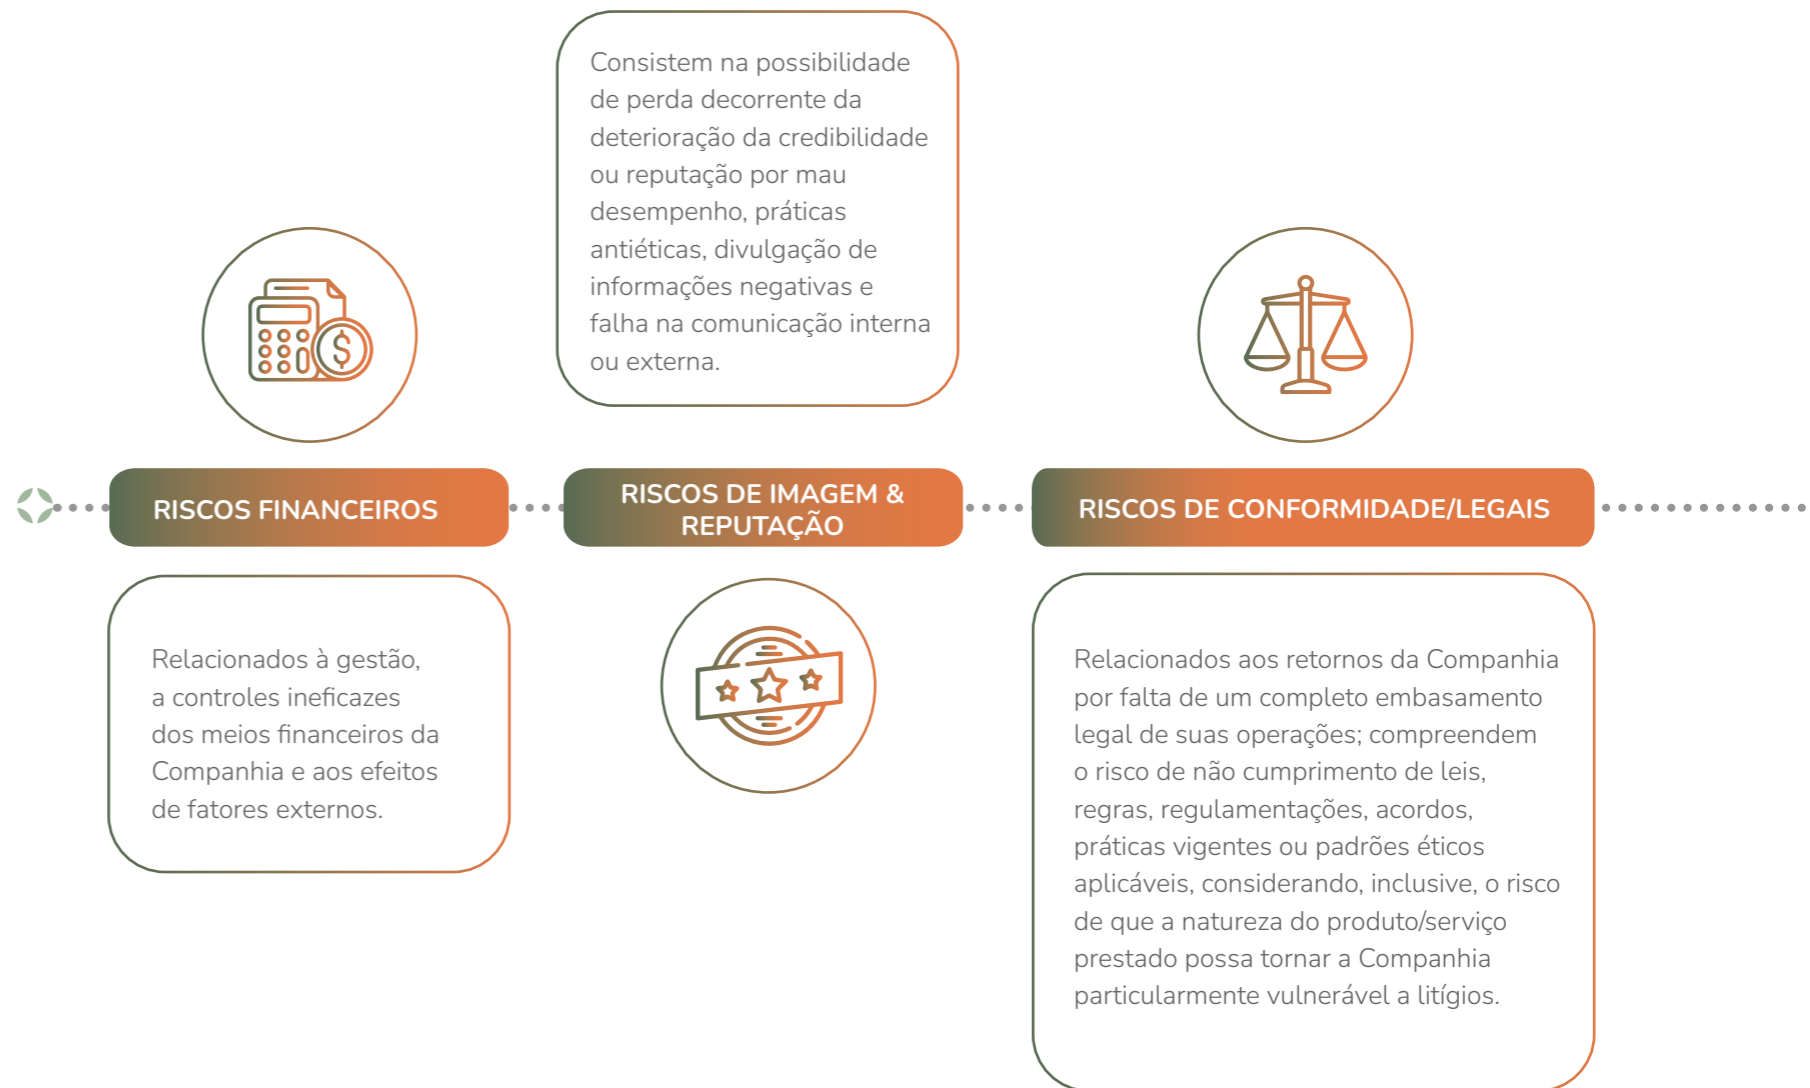 RISCOS FINANCEIROS
Relacionados à gestão,
a controles ineficazes
dos meios financeiros da
Companhia e aos efeitos
de fatores externos.
Consistem na possibilidade
de perda decorrente da
deterioração da credibilidade
ou reputação por mau
desempenho, práticas
antiéticas, divulgação de
informações negativas e
falha na comunicação interna
ou externa.
RISCOS DE IMAGEM &
REPUTAÇÃO
RISCOS DE CONFORMIDADE/LEGAIS
Relacionados aos retornos da Companhia
por falta de um completo embasamento
legal de suas operações; compreendem
o risco de não cumprimento de leis,
regras, regulamentações, acordos,
práticas vigentes ou padrões éticos
aplicáveis, considerando, inclusive, o risco
de que a natureza do produto/serviço
prestado possa tornar a Companhia
particularmente vulnerável a litígios.